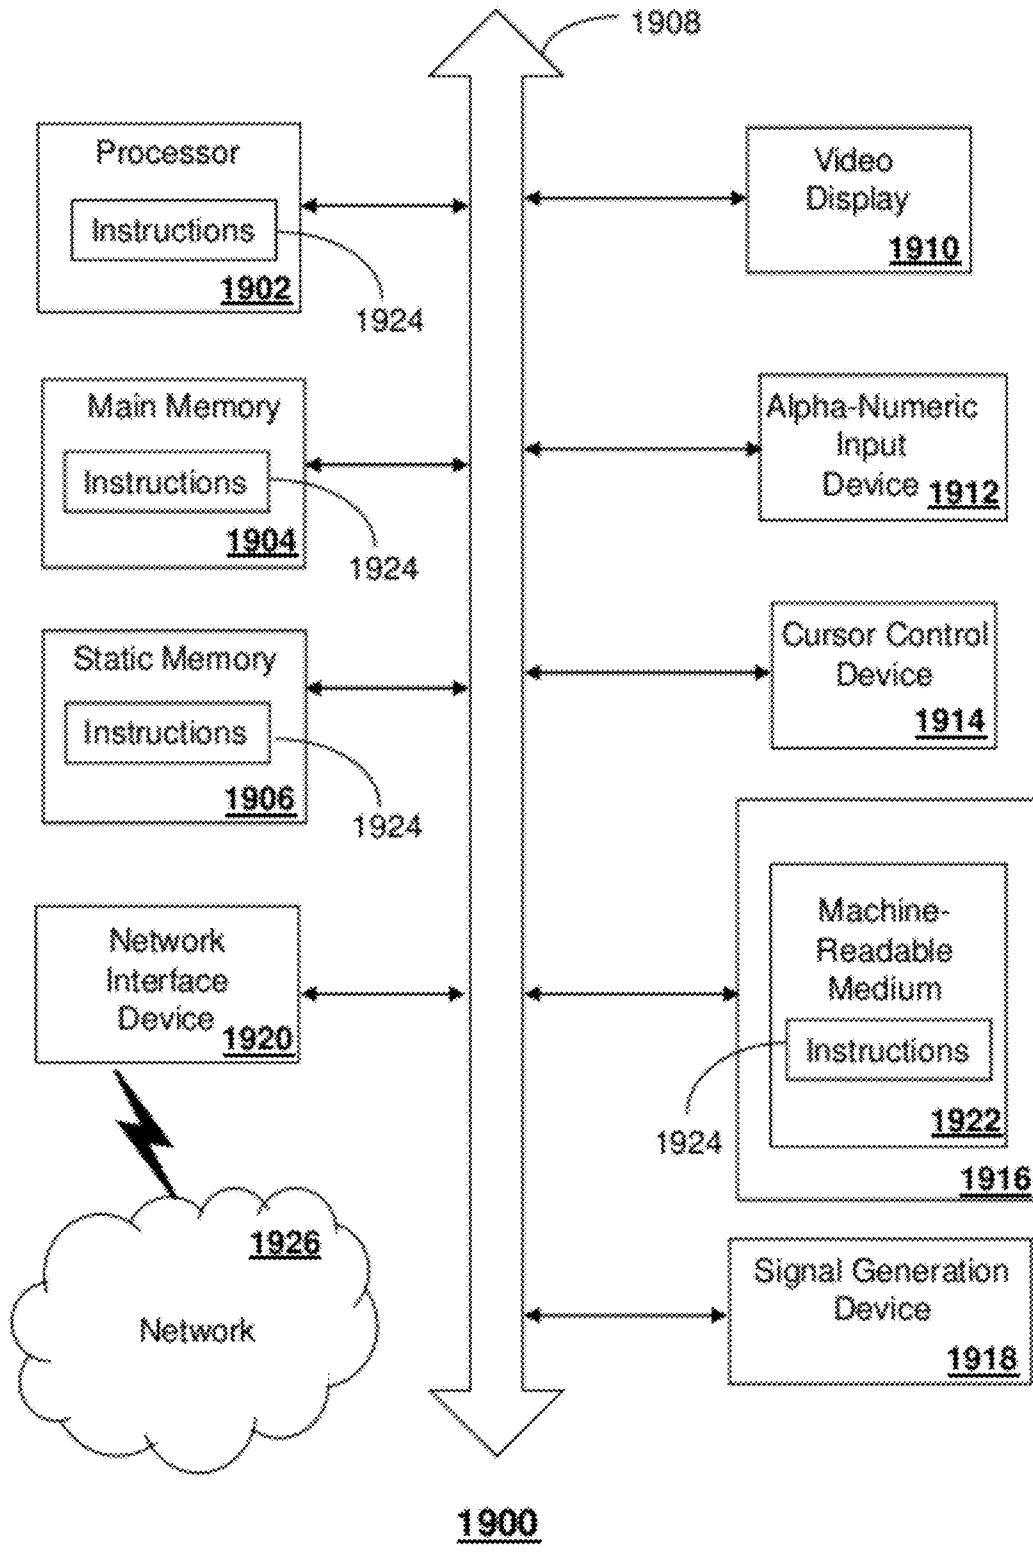 1908
Processor
Instructions
1902
1924
Main Memory
Instructions
1904
1924
Static Memory
Instructions
1906
1924
Network
Interface
Device
1920
1926
Network
Video
Display
1910
Alpha-Numeric
Input
Device 1912
Cursor Control
Device
1914
Machine-
Readable
Medium
Instructions
1922
1924
1916
Signal Generation
Device
1918
1900